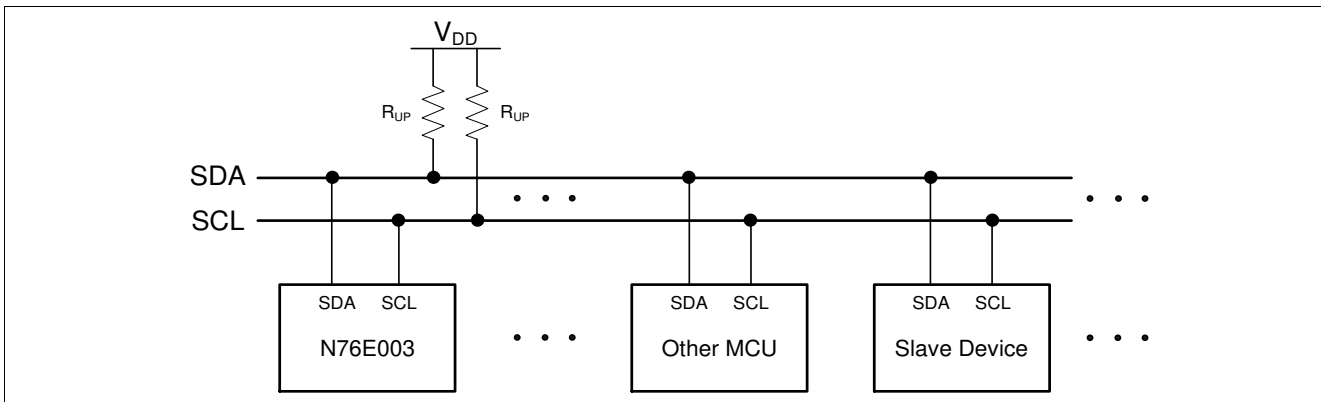 VDD
RUP RUP
SDA
SCL
SDA SCL SDA SCL SDA SCL
N76E003 Other MCU Slave Device